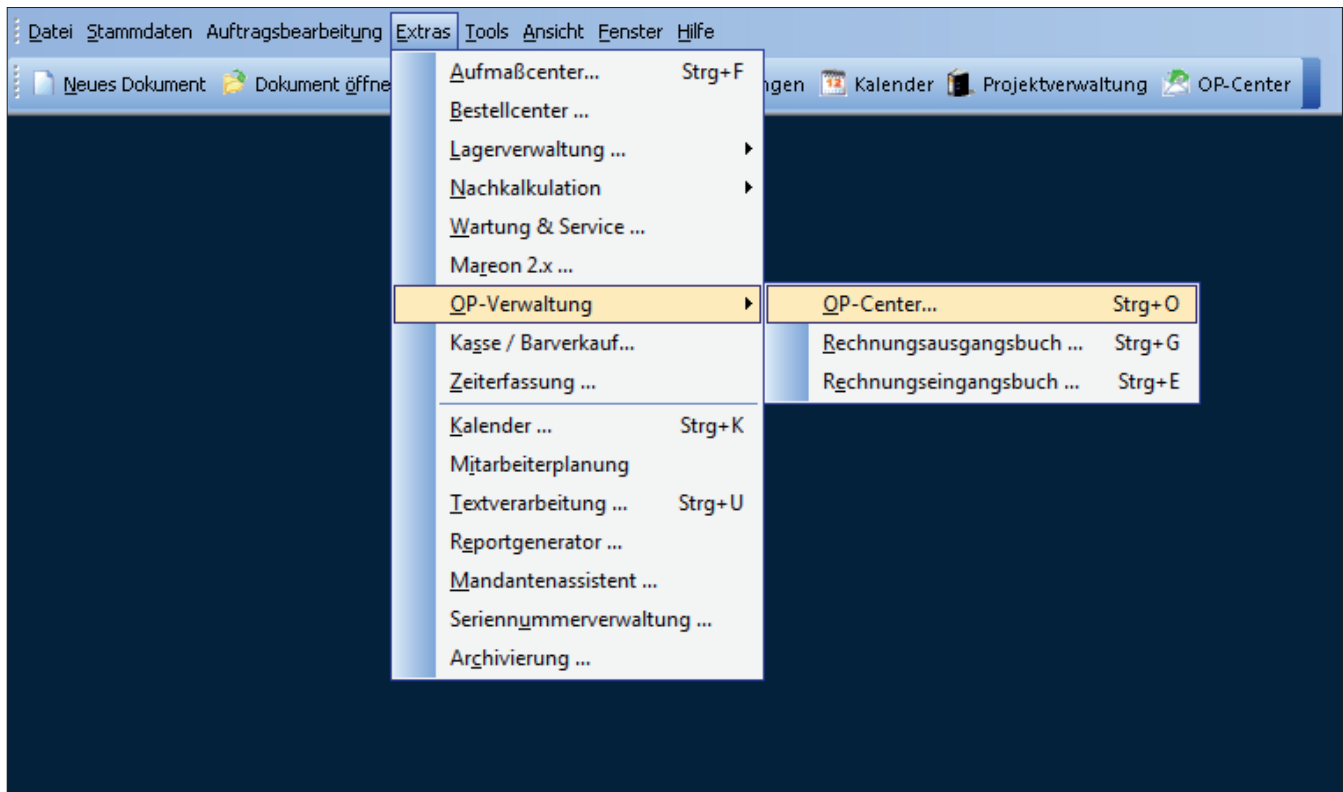 Datei Stammdaten Auftragsbearbeitung Extras Tools Ansicht Fenster Hilfe
Neues Dokument Dokument öffne ngen Kalender Projektverwaltung OP-Center
Aufmaßcenter... Strg+F
Bestellcenter ...
Lagerverwaltung ...
Nachkalkulation
Wartung & Service ...
Mareon 2.x ...
OP-Verwaltung
Kasse / Barverkauf...
Zeiterfassung ...
Kalender ... Strg+K
Mitarbeiterplanung
Textverarbeitung ... Strg+U
Reportgenerator ...
Mandantenassistent ...
Seriennummerverwaltung ...
Archivierung ...
OP-Center... Strg+O
Rechnungsausgangsbuch ... Strg+G
Rechnungseingangsbuch ... Strg+E